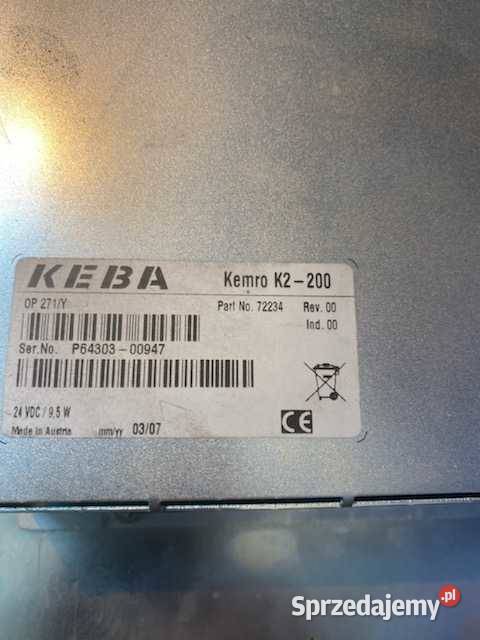 KEBA Kemro K2-200
OP 271/Y Part No. 72234 Rev. 00
Ind. 00
Ser.No. P64303-00947
24 VDC / 9,5 W
Made in Austria mm/yy 03/07
CE
Sprzedajemy.pl